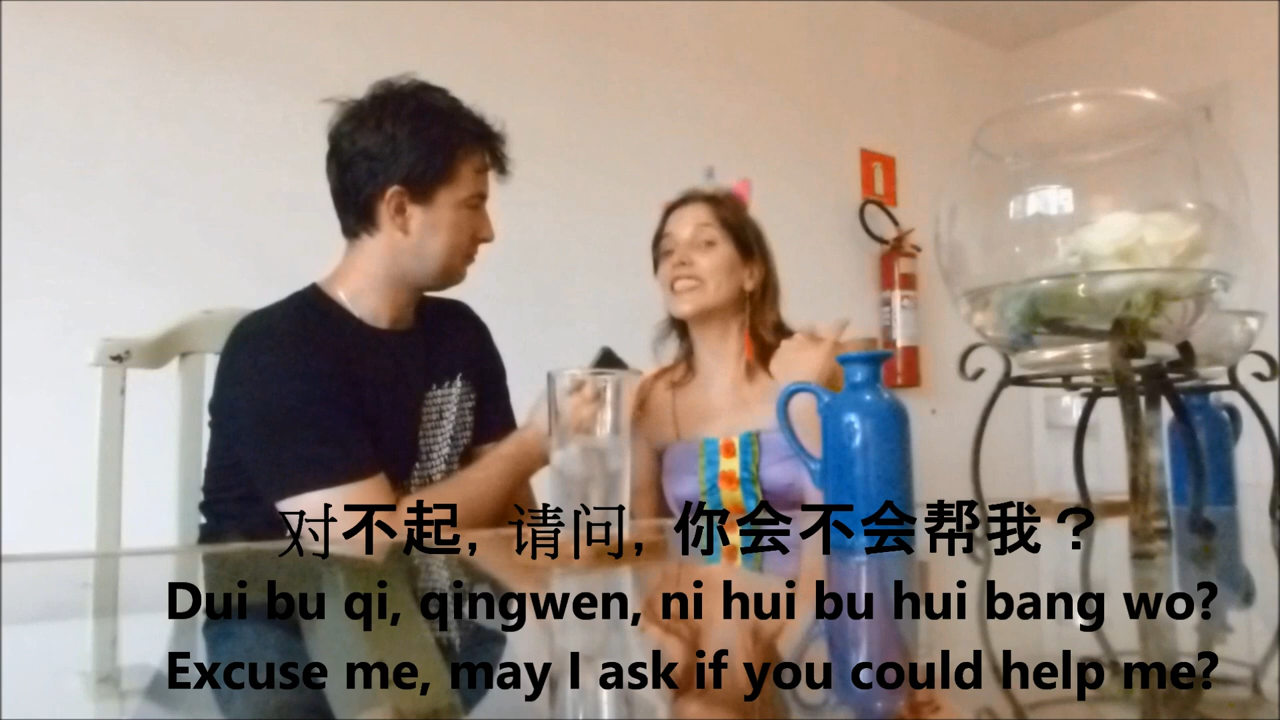 对不起, 请问, 你会不会帮我？
Dui bu qi, qingwen, ni hui bu hui bang wo?
Excuse me, may I ask if you could help me?